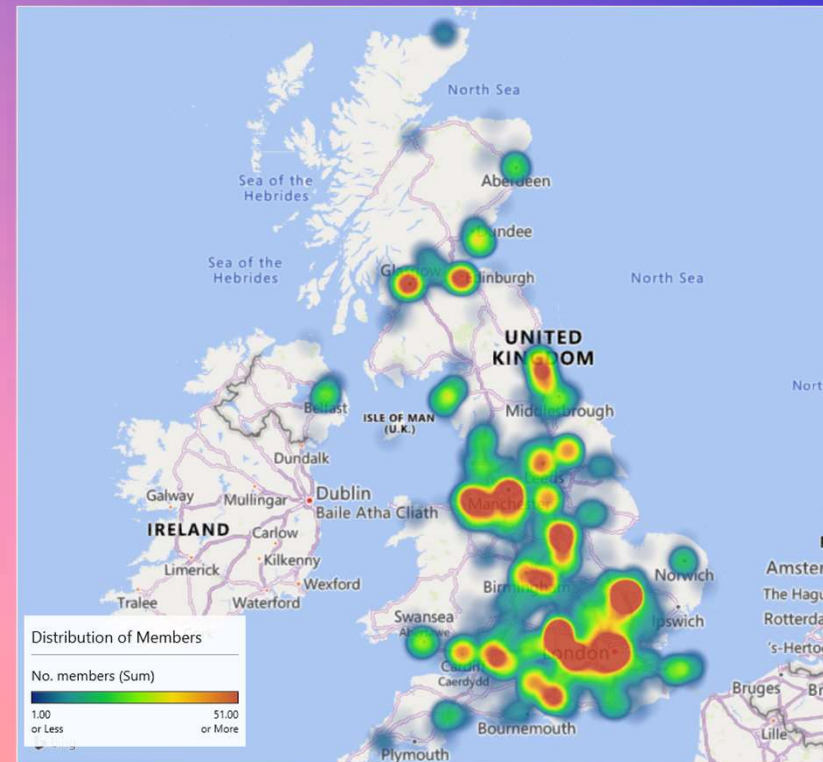 North Sea
Aberdeen
Sea of the
Hebrides
Dundee
Sea of the
Hebrides
Glasgow
Edinburgh
North Sea
UNITED
KINGDOM
Nort
Belfast
ISLE OF MAN
(U.K.)
Middlesbrough
Dundalk
Leeds
Galway
Mullingar
Dublin
Baile Atha Cliath
Manchester
IRELAND
Carlow
Limerick
Kilkenny
Wexford
Tralee
Waterford
Birmingham
Norwich
Amster
The Hagu
Rotterda
's-Hertoo
Swansea
Ipswich
London
Cardiff
Caerdydd
Bruges
Br
Lille
Bournemouth
Plymouth
Distribution of Members
No. members (Sum)
1.00
or Less
51.00
or More